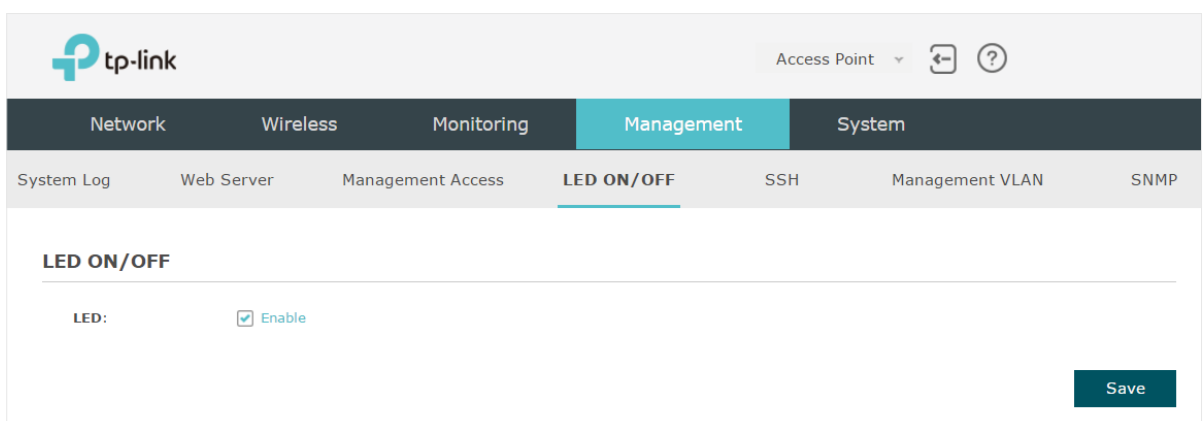 tp-link
Access Point
Network Wireless Monitoring Management System
System Log Web Server Management Access LED ON/OFF SSH Management VLAN SNMP
LED ON/OFF
LED: Enable
Save